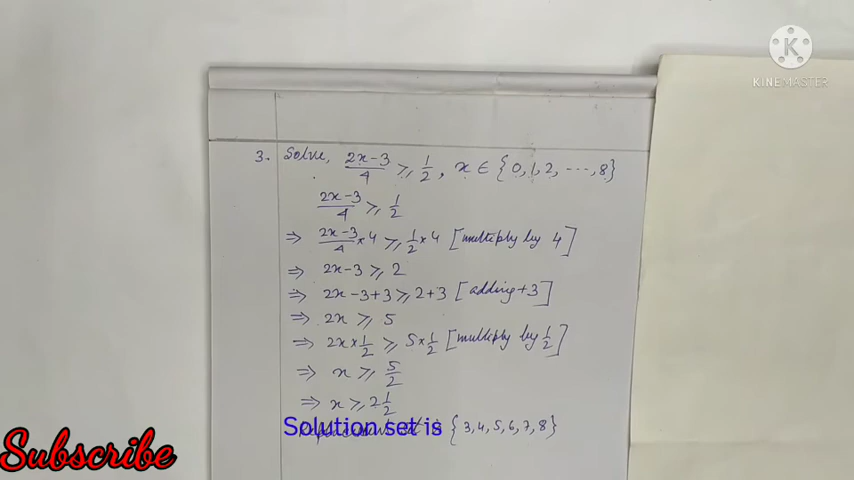 K
KINEMASTER
3. Solve, (2x-3)/4 ⩾ 1/2, x ∈ {0,1,2, ---,8}
(2x-3)/4 ⩾ 1/2
⇒ (2x-3)/4 × 4 ⩾ 1/2 × 4 [multiply by 4]
⇒ 2x-3 ⩾ 2
⇒ 2x-3+3 ⩾ 2+3 [adding +3]
⇒ 2x ⩾ 5
⇒ 2x × 1/2 ⩾ 5 × 1/2 [multiply by 1/2]
⇒ x ⩾ 5/2
⇒ x ⩾ 2 1/2
Solution set is {3,4,5,6,7,8}
Subscribe